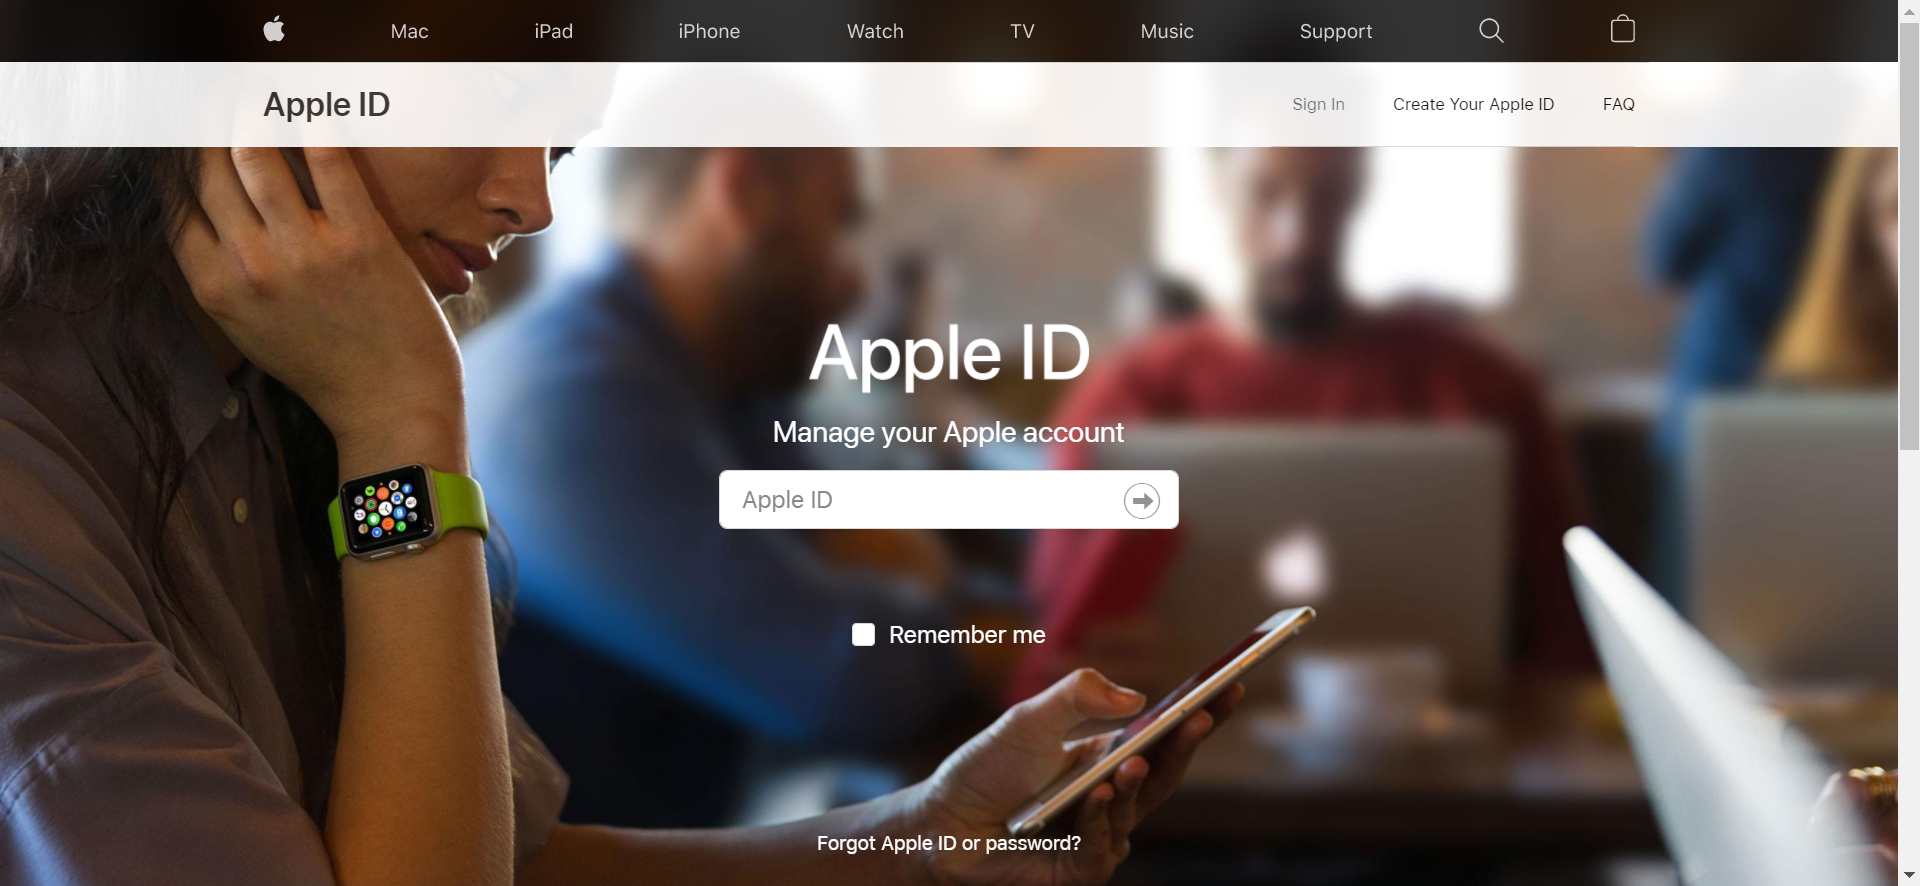 Mac iPad iPhone Watch TV Music Support
Apple ID
Sign In Create Your Apple ID FAQ
Apple ID
Manage your Apple account
Apple ID
Remember me
Forgot Apple ID or password?